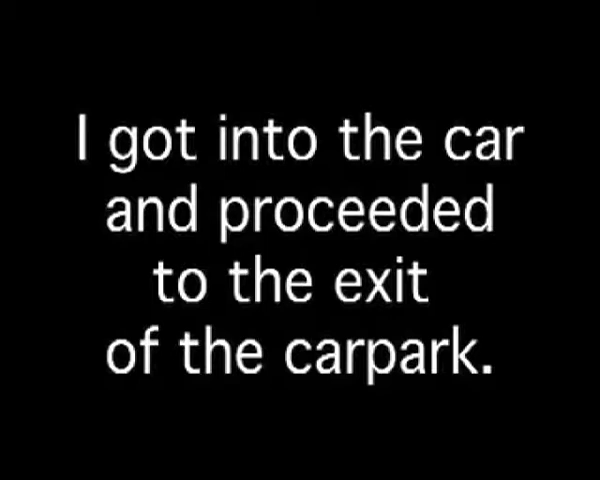 I got into the car
and proceeded
to the exit
of the carpark.